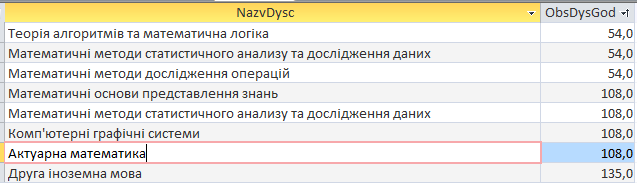 NazvDysc ObsDysGod
Теорія алгоритмів та математична логіка 54,0
Математичні методи статистичного анализу та дослідження даних 54,0
Математичні методи дослідження операцій 54,0
Математичні основи представлення знань 108,0
Математичні методи статистичного анализу та дослідження даних 108,0
Комп'ютерні графічні системи 108,0
Актуарна математика 108,0
Друга іноземна мова 135,0